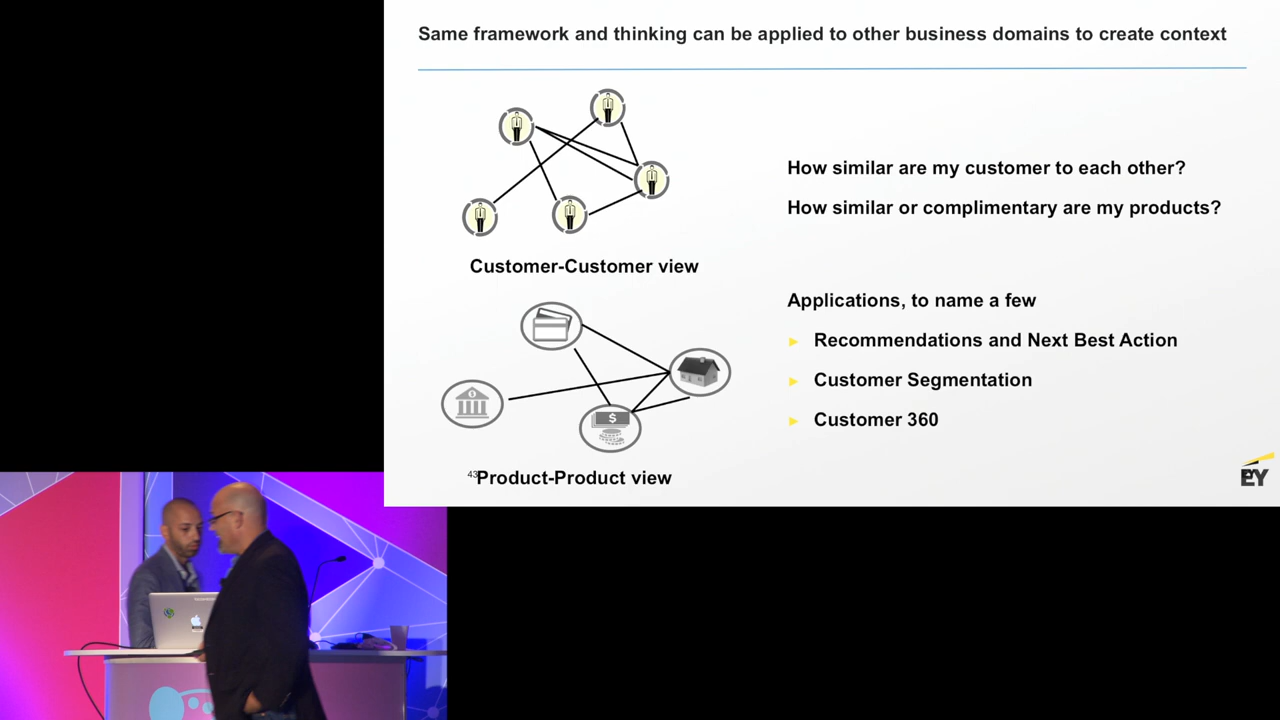 Same framework and thinking can be applied to other business domains to create context
Customer-Customer view
How similar are my customer to each other?
How similar or complimentary are my products?
Applications, to name a few
► Recommendations and Next Best Action
► Customer Segmentation
► Customer 360
$
43
Product-Product view
EY